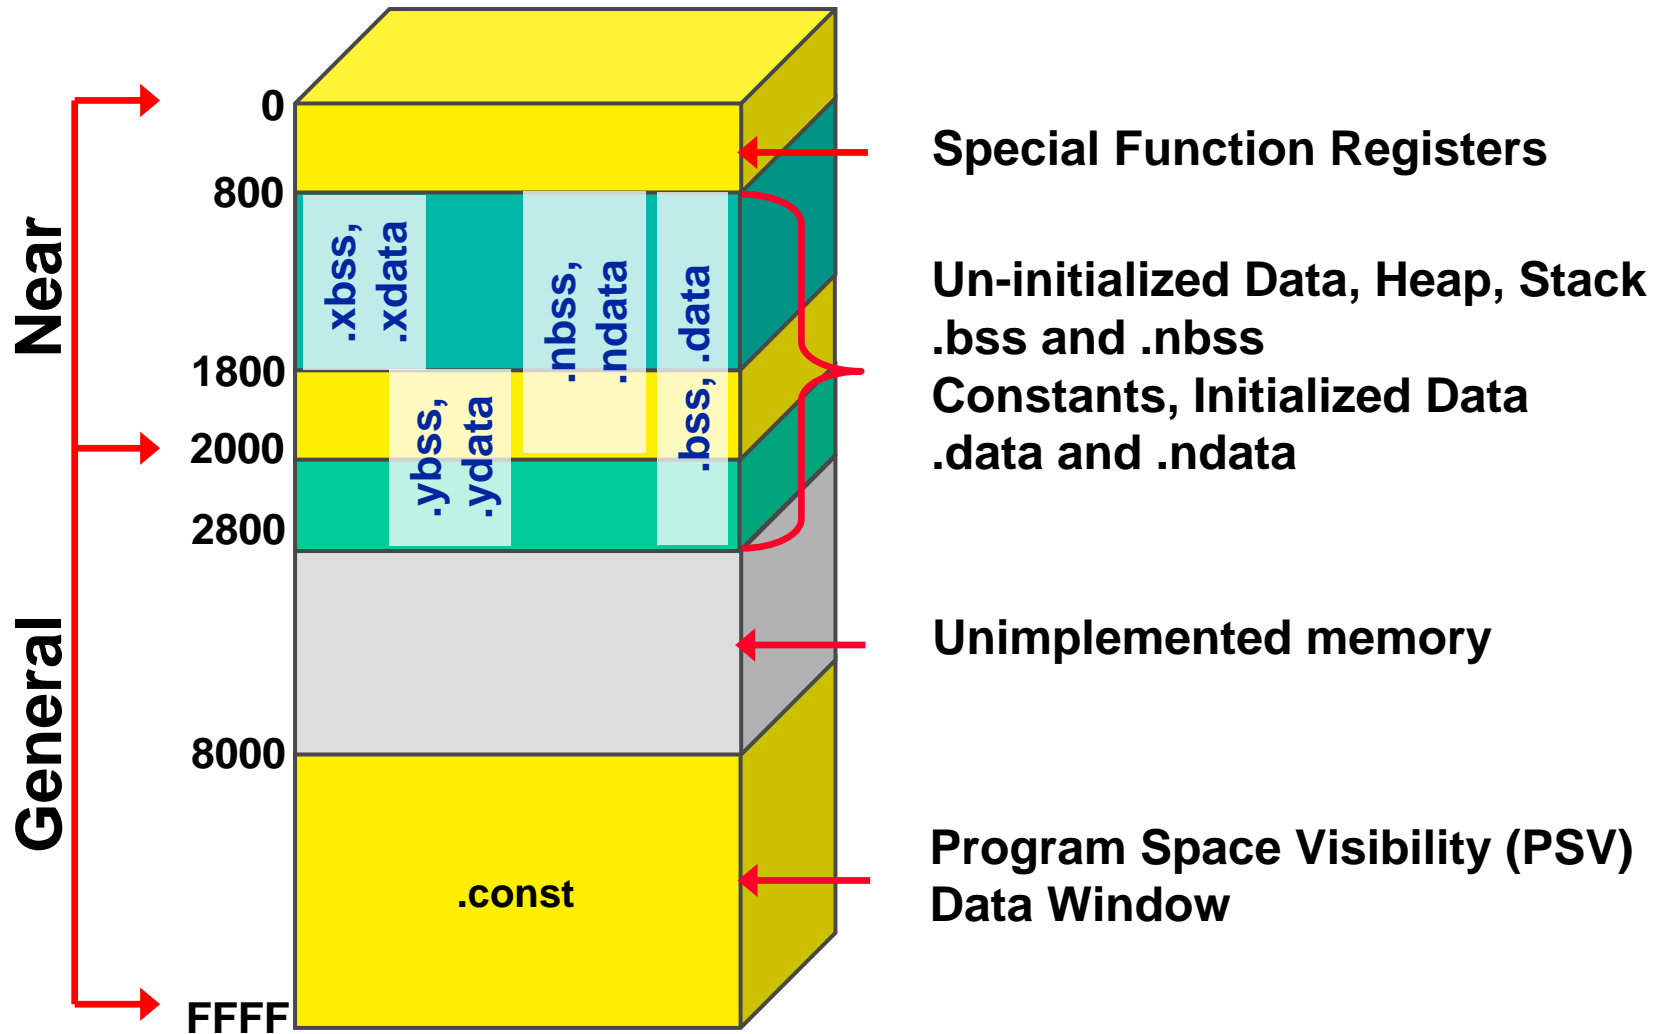 Near
General
0
800
1800
2000
2800
8000
FFFF
.xbss,
.xdata
.ybss,
.ydata
.nbss,
.ndata
.bss, .data
.const
Special Function Registers
Un-initialized Data, Heap, Stack
.bss and .nbss
Constants, Initialized Data
.data and .ndata
Unimplemented memory
Program Space Visibility (PSV)
Data Window